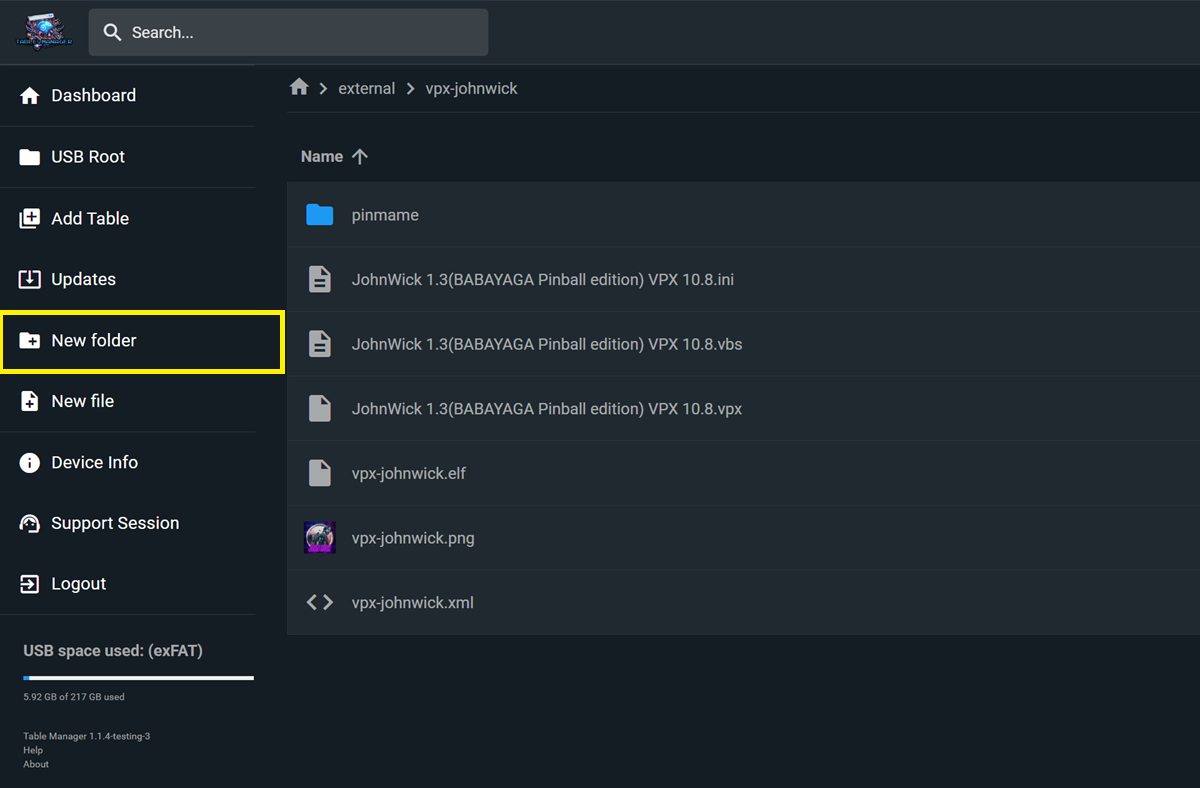 TABLE MANAGER
Search...
external
vpx-johnwick
Dashboard
USB Root
Add Table
Updates
New folder
New file
Device Info
Support Session
Logout
USB space used: (exFAT)
5.92 GB of 217 GB used
Table Manager 1.1.4-testing-3
Help
About
Name
pinmame
JohnWick 1.3(BABAYAGA Pinball edition) VPX 10.8.ini
JohnWick 1.3(BABAYAGA Pinball edition) VPX 10.8.vbs
JohnWick 1.3(BABAYAGA Pinball edition) VPX 10.8.vpx
vpx-johnwick.elf
vpx-johnwick.png
vpx-johnwick.xml